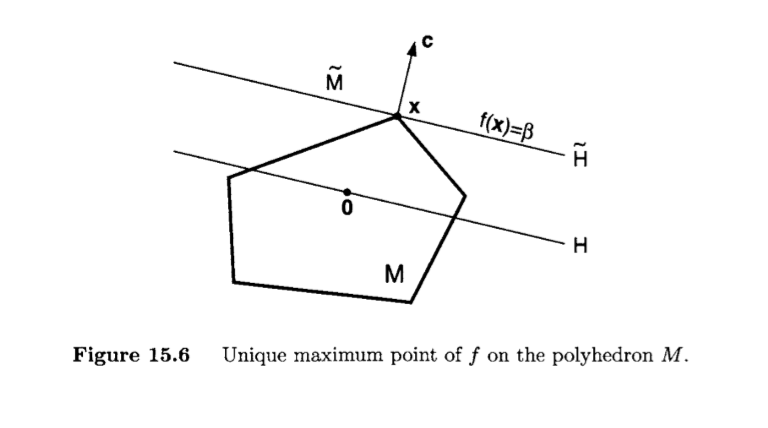 c
M̃
x
f(x)=β
H̃
0
H
M
Figure 15.6 Unique maximum point of f on the polyhedron M.